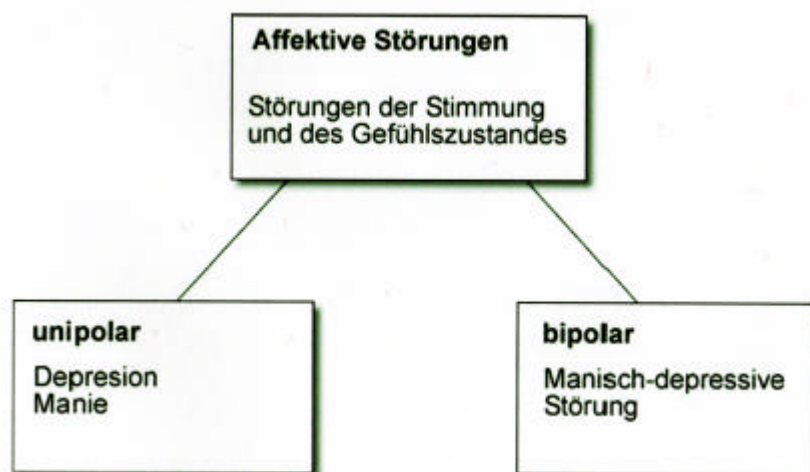 Affektive Störungen
Störungen der Stimmung
und des Gefühlszustandes
unipolar
Depresion
Manie
bipolar
Manisch-depressive
Störung